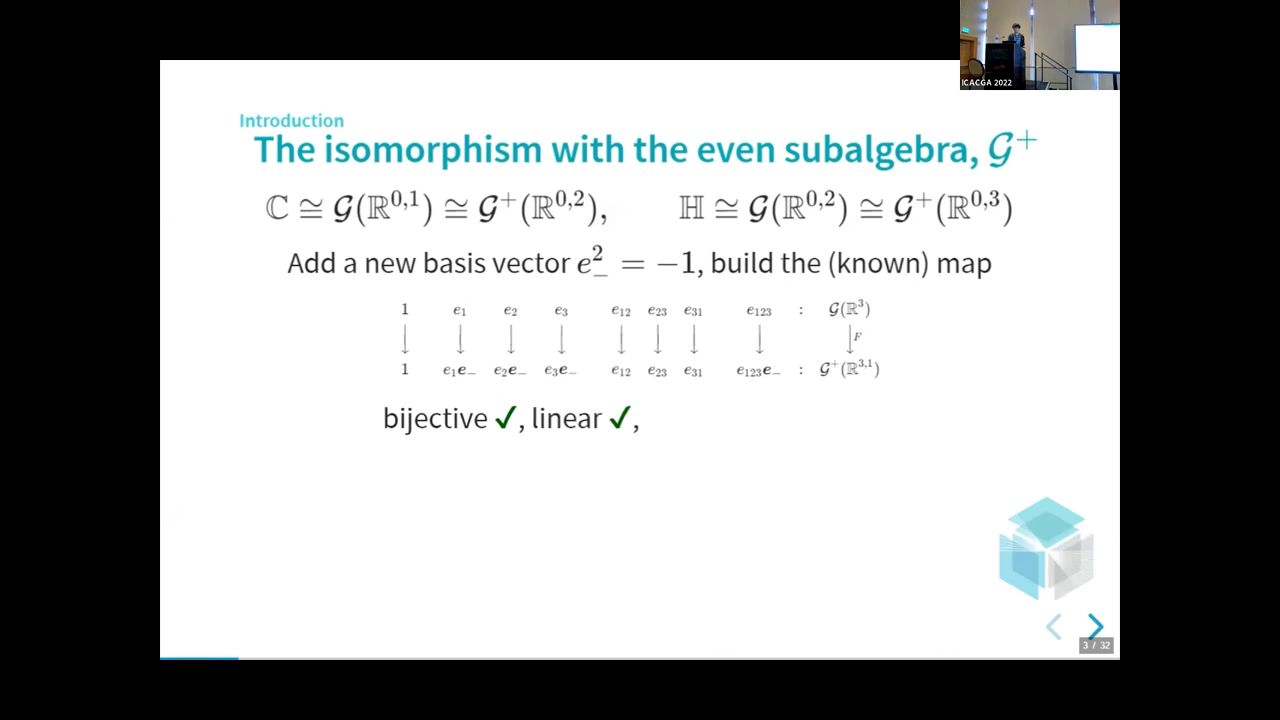 ICACGA 2022
Introduction
The isomorphism with the even subalgebra, 𝒢⁺
ℂ ≅ 𝒢(ℝ^{0,1}) ≅ 𝒢⁺(ℝ^{0,2}), ℍ ≅ 𝒢(ℝ^{0,2}) ≅ 𝒢⁺(ℝ^{0,3})
Add a new basis vector e₋² = −1, build the (known) map
1 e₁ e₂ e₃ e₁₂ e₂₃ e₃₁ e₁₂₃ : 𝒢(ℝ³)
↓ ↓ ↓ ↓ ↓ ↓ ↓ ↓ ↓F
1 e₁e₋ e₂e₋ e₃e₋ e₁₂ e₂₃ e₃₁ e₁₂₃e₋ : 𝒢⁺(ℝ^{3,1})
bijective ✓, linear ✓,
3 / 32